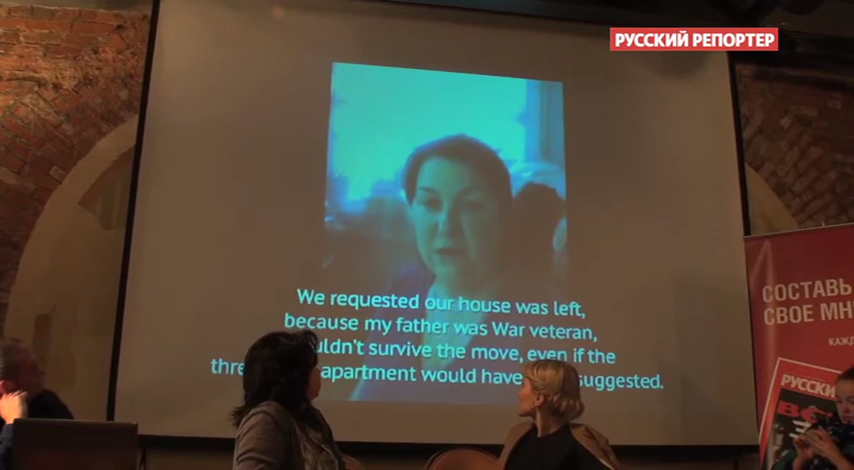 РУССКИЙ РЕПОРТЕР
We requested our house was left,
because my father was War veteran,
survive the move, even if the
apartment would have suggested.
СОСТАВЬ
СВОЕ
РУССКИЙ